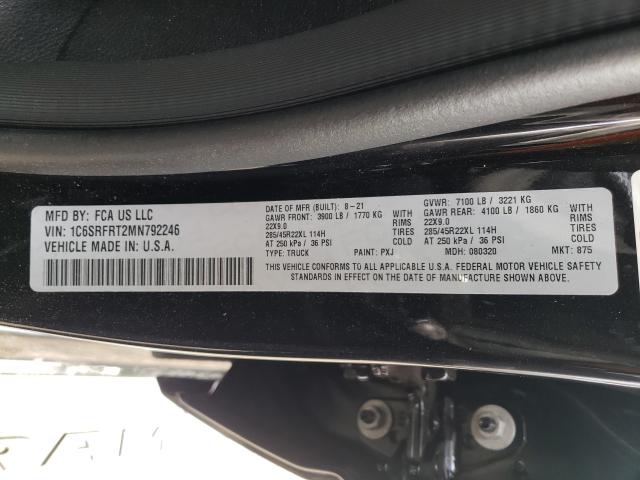 MFD BY: FCA US LLC
VIN: 1C6SRFRT2MN792246
VEHICLE MADE IN U.S.A.
DATE OF MFR (BUILT): 8-21 GVWR: 7100 LB / 3221 KG
GAWR FRONT: 3900 LB / 1770 KG WITH GAWR REAR: 4100 LB / 1860 KG WITH
22X9.0 RIMS 22X9.0 RIMS
285/45R22XL 114H TIRES 285/45R22XL 114H TIRES
AT 250 kPa / 36 PSI AT 250 kPa / 36 PSI
TYPE: TRUCK PAINT: PXJ MDH: 080320 MKT: 875
THIS VEHICLE CONFORMS TO ALL APPLICABLE U.S.A. FEDERAL MOTOR VEHICLE SAFETY
STANDARDS IN EFFECT ON THE DATE OF MANUFACTURE SHOWN ABOVE.
RAM